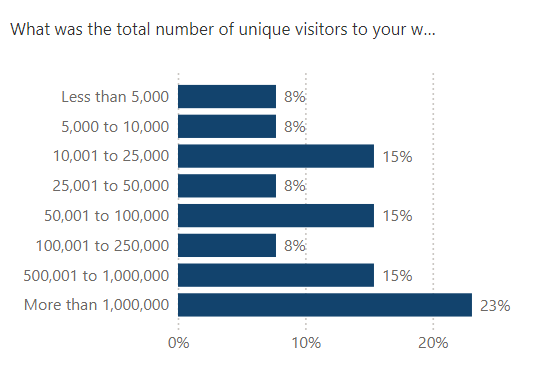 What was the total number of unique visitors to your w...
Less than 5,000 8%
5,000 to 10,000 8%
10,001 to 25,000 15%
25,001 to 50,000 8%
50,001 to 100,000 15%
100,001 to 250,000 8%
500,001 to 1,000,000 15%
More than 1,000,000 23%
0% 10% 20%